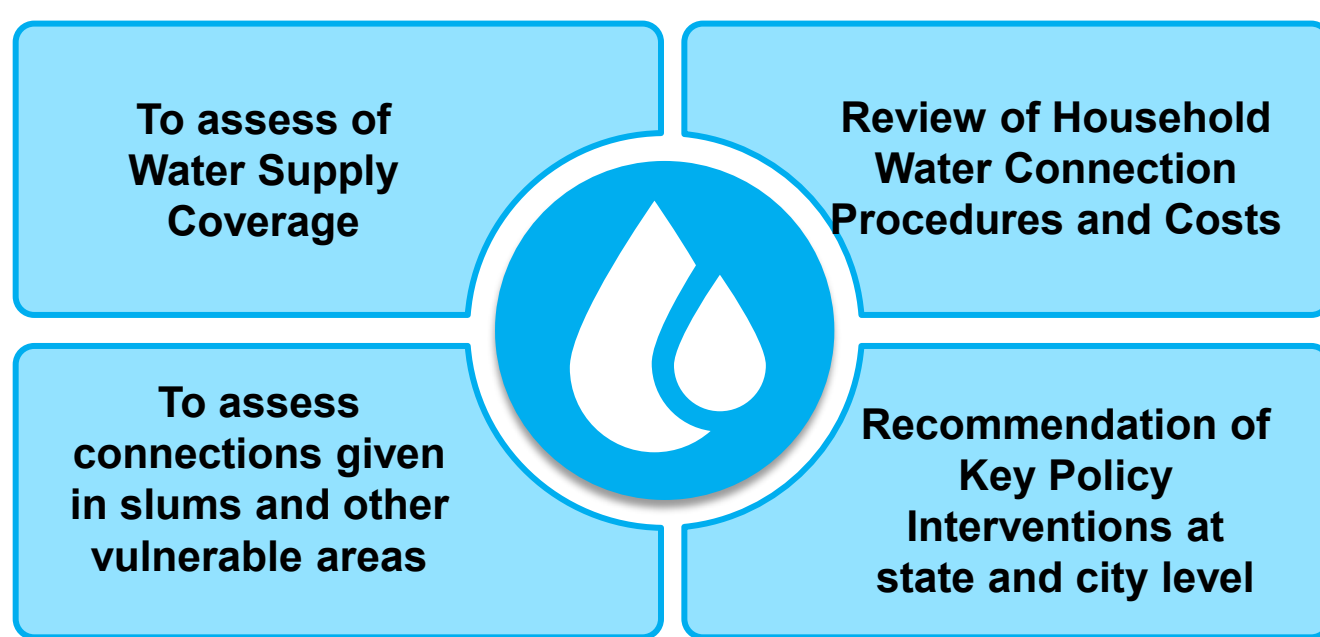 To assess of
Water Supply
Coverage
Review of Household
Water Connection
Procedures and Costs
To assess
connections given
in slums and other
vulnerable areas
Recommendation of
Key Policy
Interventions at
state and city level